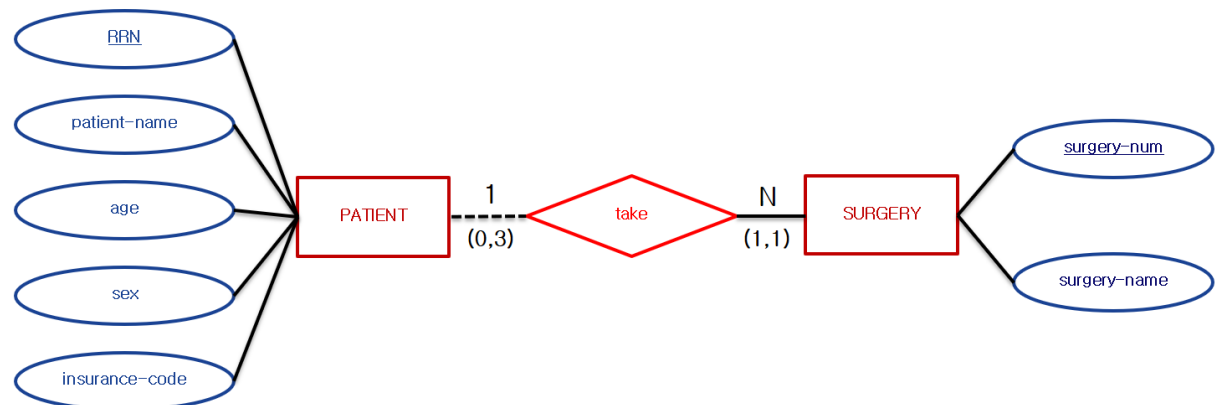 RRN
patient-name
age
sex
insurance-code
PATIENT
1
(0,3)
take
N
(1,1)
SURGERY
surgery-num
surgery-name